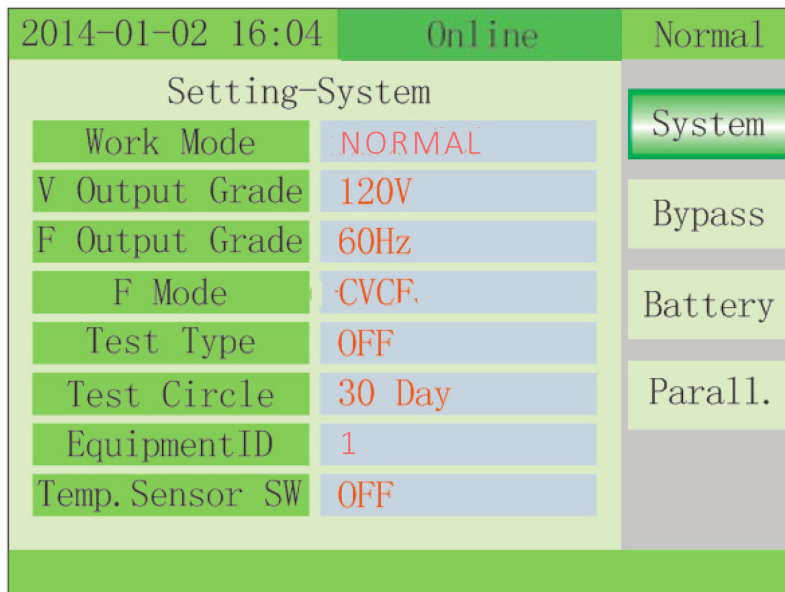 2014-01-02 16:04 Online Normal
Setting-System
System
Work Mode NORMAL
V Output Grade 120V
Bypass
F Output Grade 60Hz
F Mode CVCF
Battery
Test Type OFF
Test Circle 30 Day
Parall.
EquipmentID 1
Temp.Sensor SW OFF